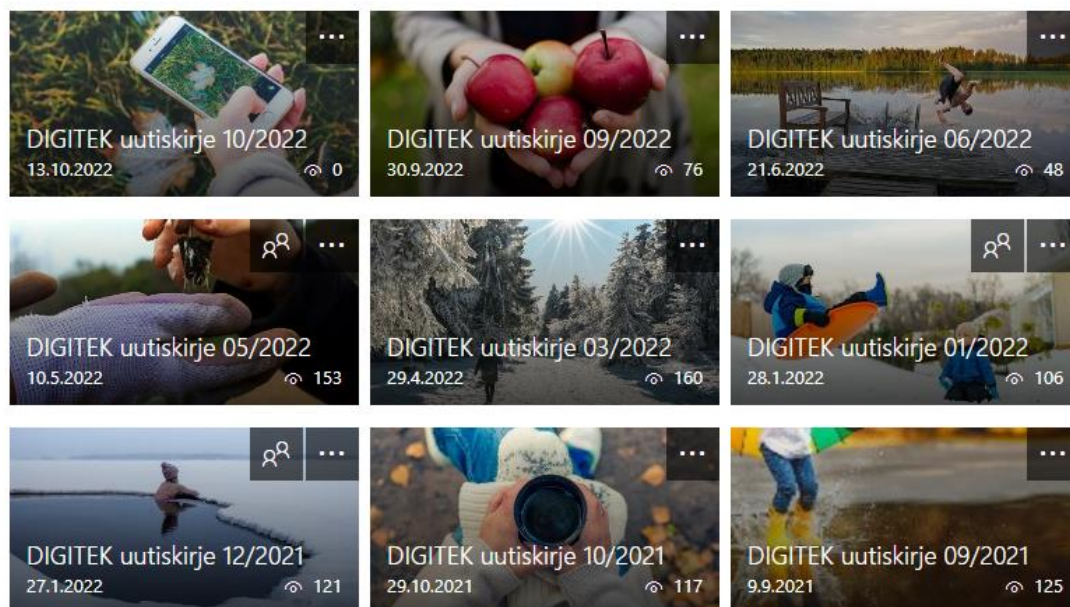 DIGITEK uutiskirje 10/2022
13.10.2022 0
DIGITEK uutiskirje 09/2022
30.9.2022 76
DIGITEK uutiskirje 06/2022
21.6.2022 48
DIGITEK uutiskirje 05/2022
10.5.2022 153
DIGITEK uutiskirje 03/2022
29.4.2022 160
DIGITEK uutiskirje 01/2022
28.1.2022 106
DIGITEK uutiskirje 12/2021
27.1.2022 121
DIGITEK uutiskirje 10/2021
29.10.2021 117
DIGITEK uutiskirje 09/2021
9.9.2021 125